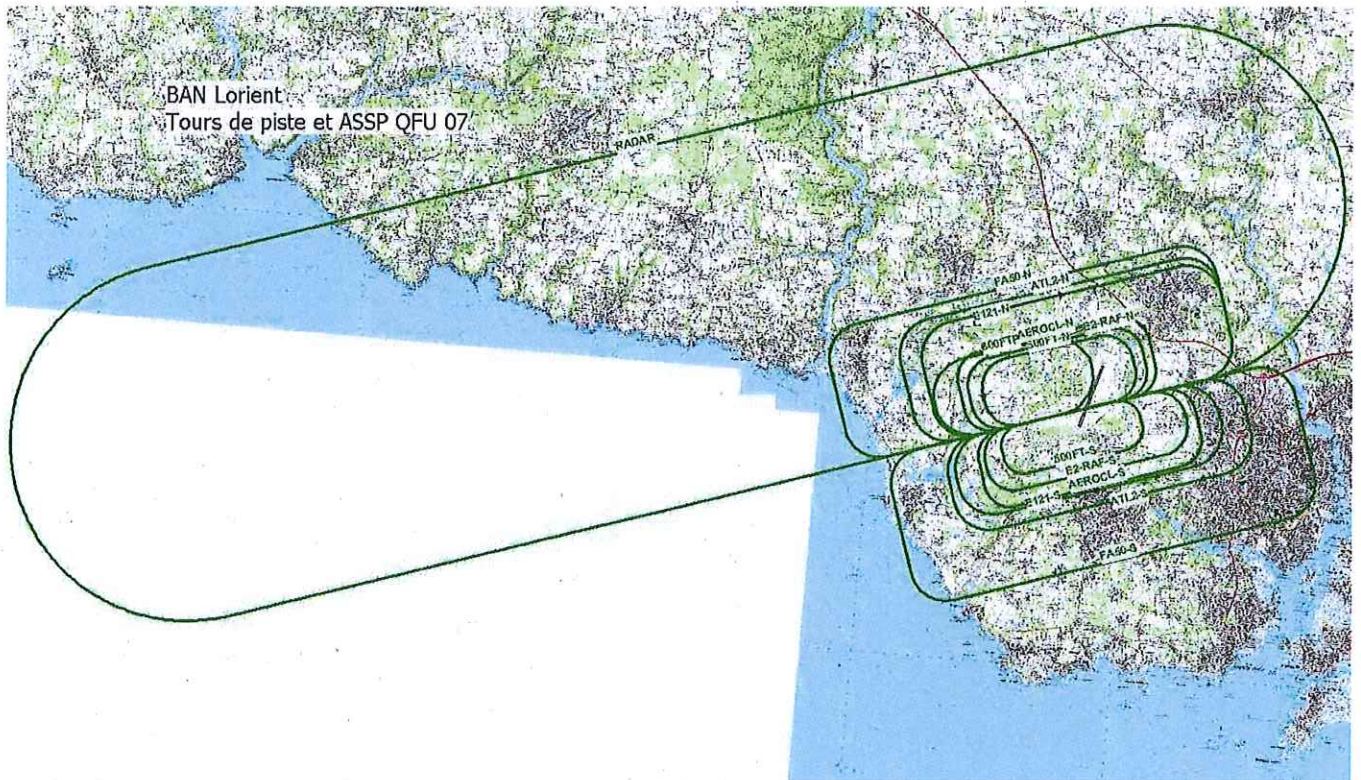 BAN Lorient
Tours de piste et ASSP QFU 07
RADAR
FA50-N
ATL2-N
E121-N
AEROCL-N
E2-RAF-N
500FT-N
500FT-S
E2-RAF-S
AEROCL-S
E121-S
ATL2-S
FA50-S